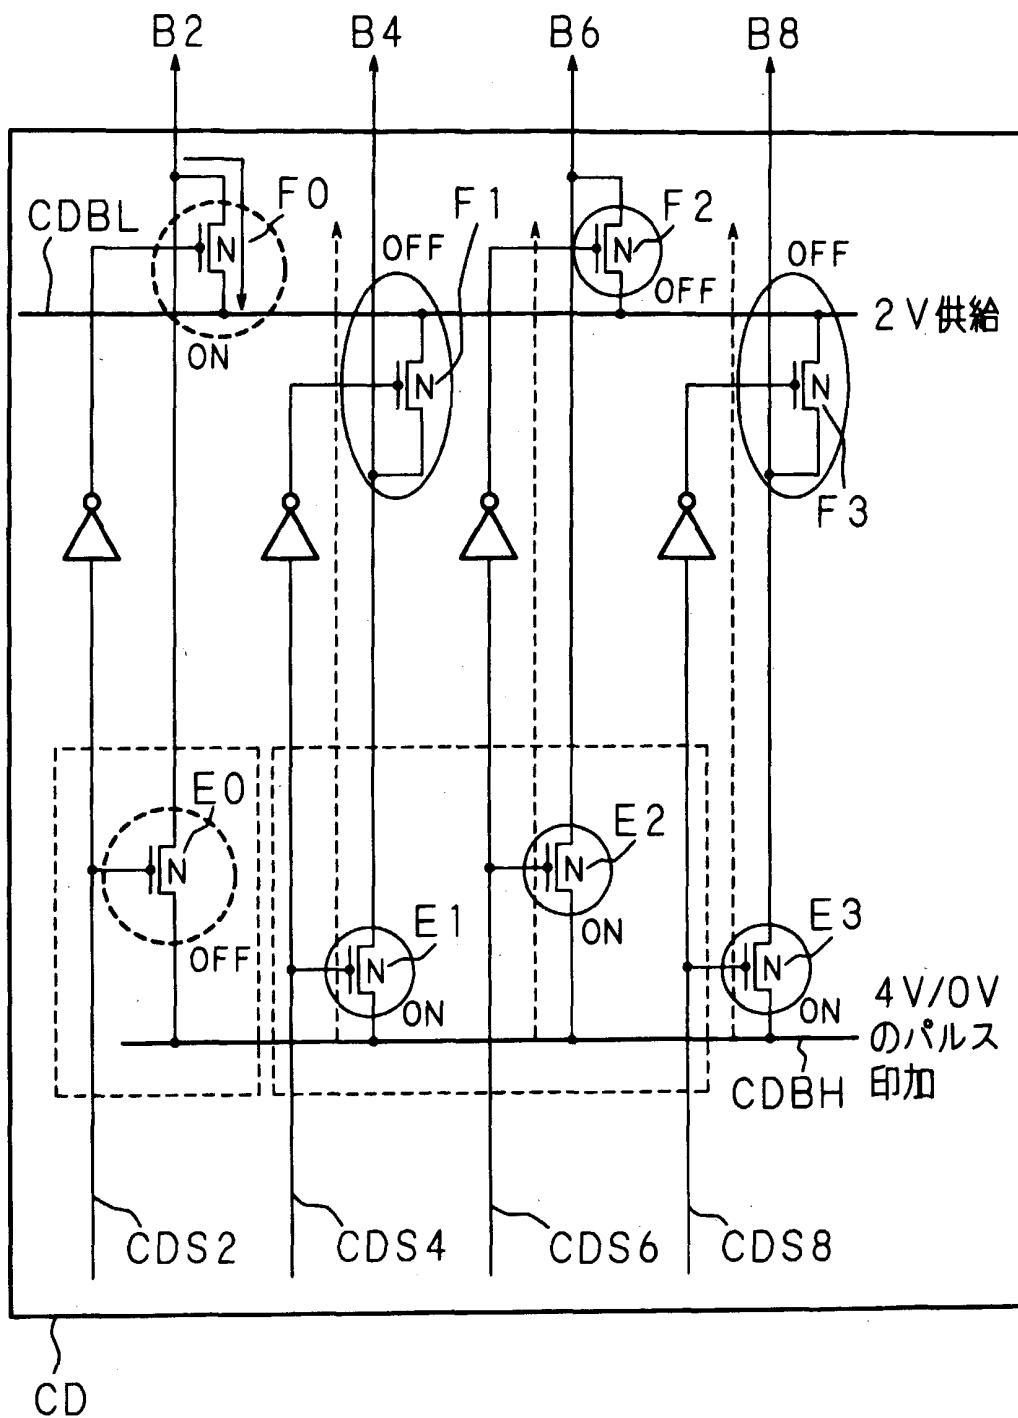 B2 B4 B6 B8
CDBL
F0
F1
F2
N
N
OFF
OFF
OFF
ON
2V供給
N
N
F3
E0
N
OFF
E1
N
ON
E2
N
ON
E3
N
ON
4V/0V
のパルス
印加
CDBH
CDS2 CDS4 CDS6 CDS8
CD